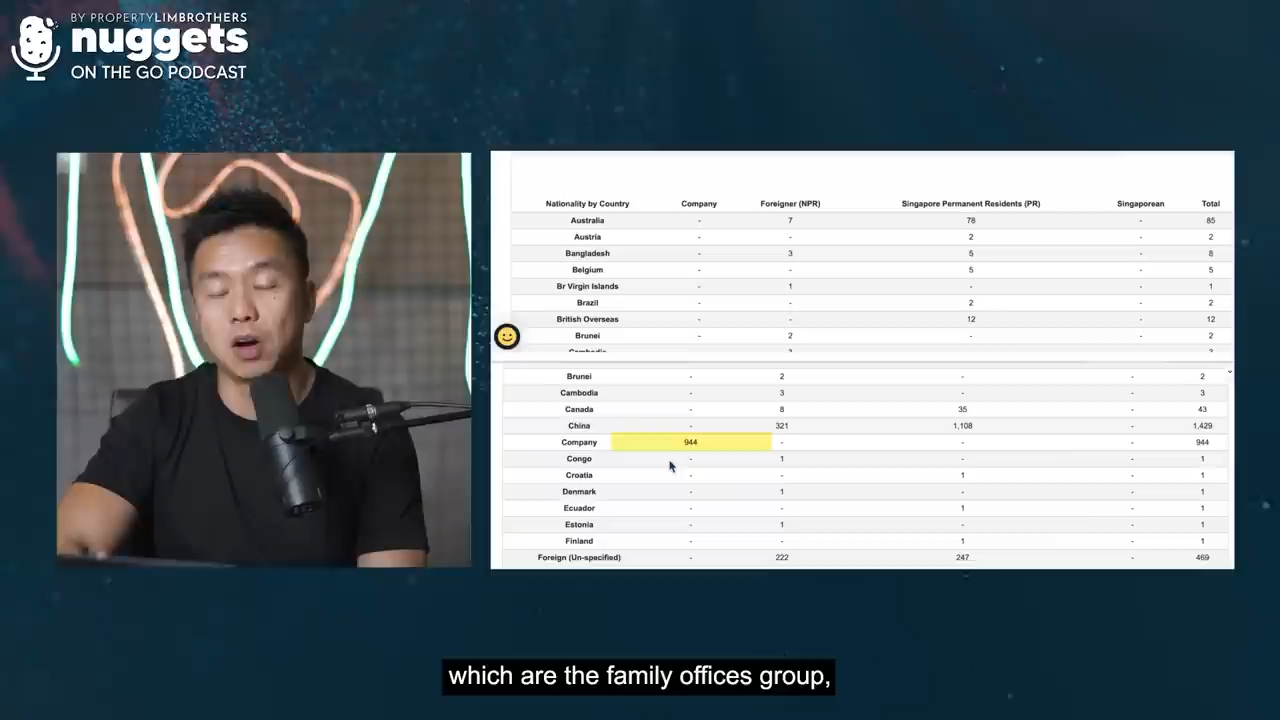 BY PROPERTYLIMBROTHERS
nuggets
ON THE GO PODCAST
Nationality by Country Company Foreigner (NPR) Singapore Permanent Residents (PR) Singaporean Total
Australia - 7 78 - 85
Austria - - 2 - 2
Bangladesh - 3 5 - 8
Belgium - - 5 - 5
Br Virgin Islands - 1 - - 1
Brazil - - 2 - 2
British Overseas - - 12 - 12
Brunei - 2 - - 2
Cambodia - 3 - - 3
Brunei - 2 - - 2
Cambodia - 3 - - 3
Canada - 8 35 - 43
China - 321 1,108 - 1,429
Company 944 - - - 944
Congo - 1 - - 1
Croatia - - 1 - 1
Denmark - 1 - - 1
Ecuador - - 1 - 1
Estonia - 1 - - 1
Finland - - 1 - 1
Foreign (Un-specified) - 222 247 - 469
which are the family offices group,